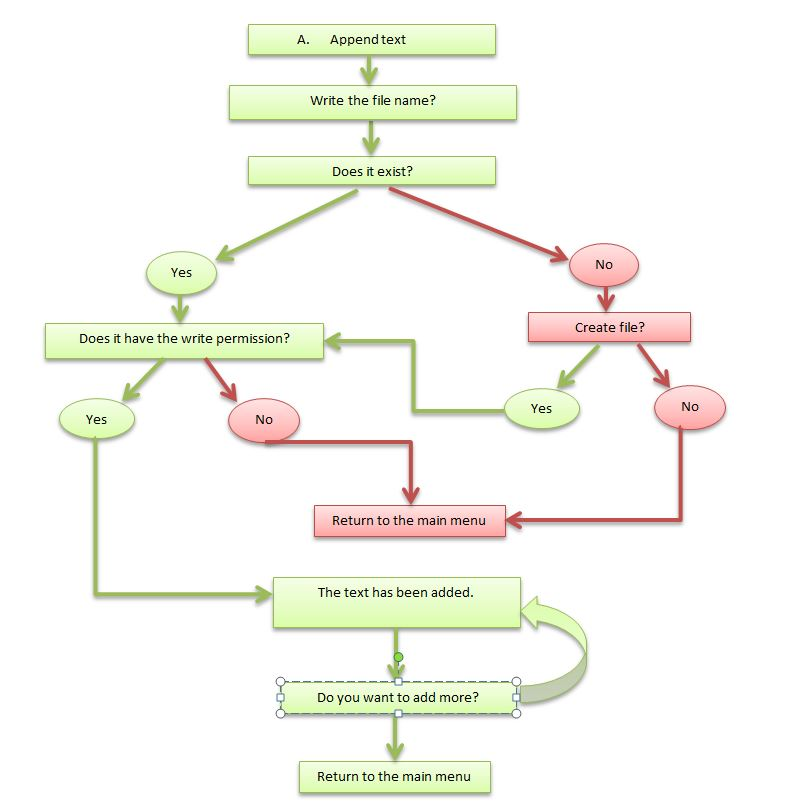 A. Append text
Write the file name?
Does it exist?
Yes
No
Does it have the write permission?
Create file?
Yes
No
Yes
No
Return to the main menu
The text has been added.
Do you want to add more?
Return to the main menu